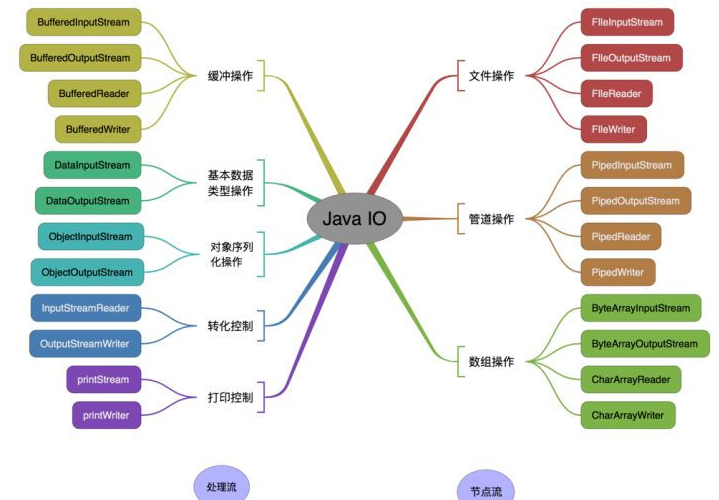 BufferedInputStream
BufferedOutputStream
BufferedReader
BufferedWriter
缓冲操作
DataInputStream
DataOutputStream
基本数据
类型操作
ObjectInputStream
ObjectOutputStream
对象序列
化操作
InputStreamReader
OutputStreamWriter
转化控制
printStream
printWriter
打印控制
Java IO
文件操作
FIleInputStream
FIleOutputStream
FIleReader
FIleWriter
管道操作
PipedInputStream
PipedOutputStream
PipedReader
PipedWriter
数组操作
ByteArrayInputStream
ByteArrayOutputStream
CharArrayReader
CharArrayWriter
处理流
节点流